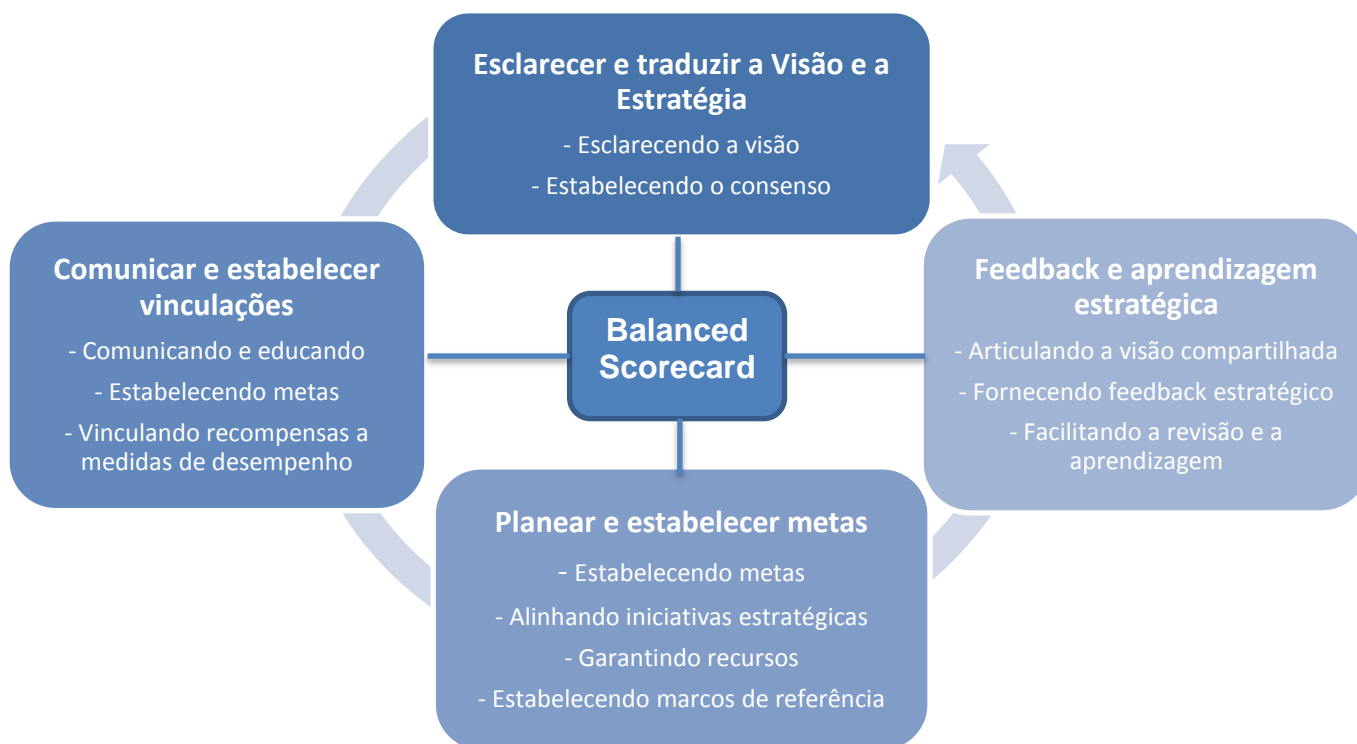 Esclarecer e traduzir a Visão e a
Estratégia
- Esclarecendo a visão
- Estabelecendo o consenso
Comunicar e estabelecer
vinculações
- Comunicando e educando
- Estabelecendo metas
- Vinculando recompensas a
medidas de desempenho
Balanced
Scorecard
Feedback e aprendizagem
estratégica
- Articulando a visão compartilhada
- Fornecendo feedback estratégico
- Facilitando a revisão e a
aprendizagem
Planear e estabelecer metas
- Estabelecendo metas
- Alinhando iniciativas estratégicas
- Garantindo recursos
- Estabelecendo marcos de referência